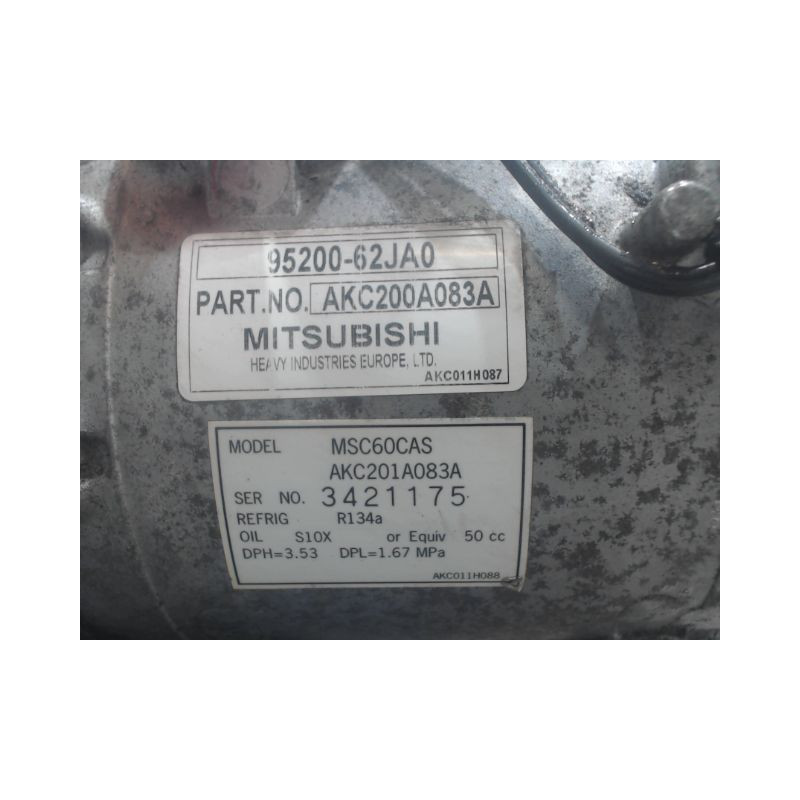 95200-62JA0
PART.NO. AKC200A083A
MITSUBISHI
HEAVY INDUSTRIES EUROPE, LTD.
AKC011H087
MODEL MSC60CAS
AKC201A083A
SER NO. 3421175
REFRIG R134a
OIL S10X or Equiv 50 cc
DPH=3.53 DPL=1.67 MPa
AKC011H088